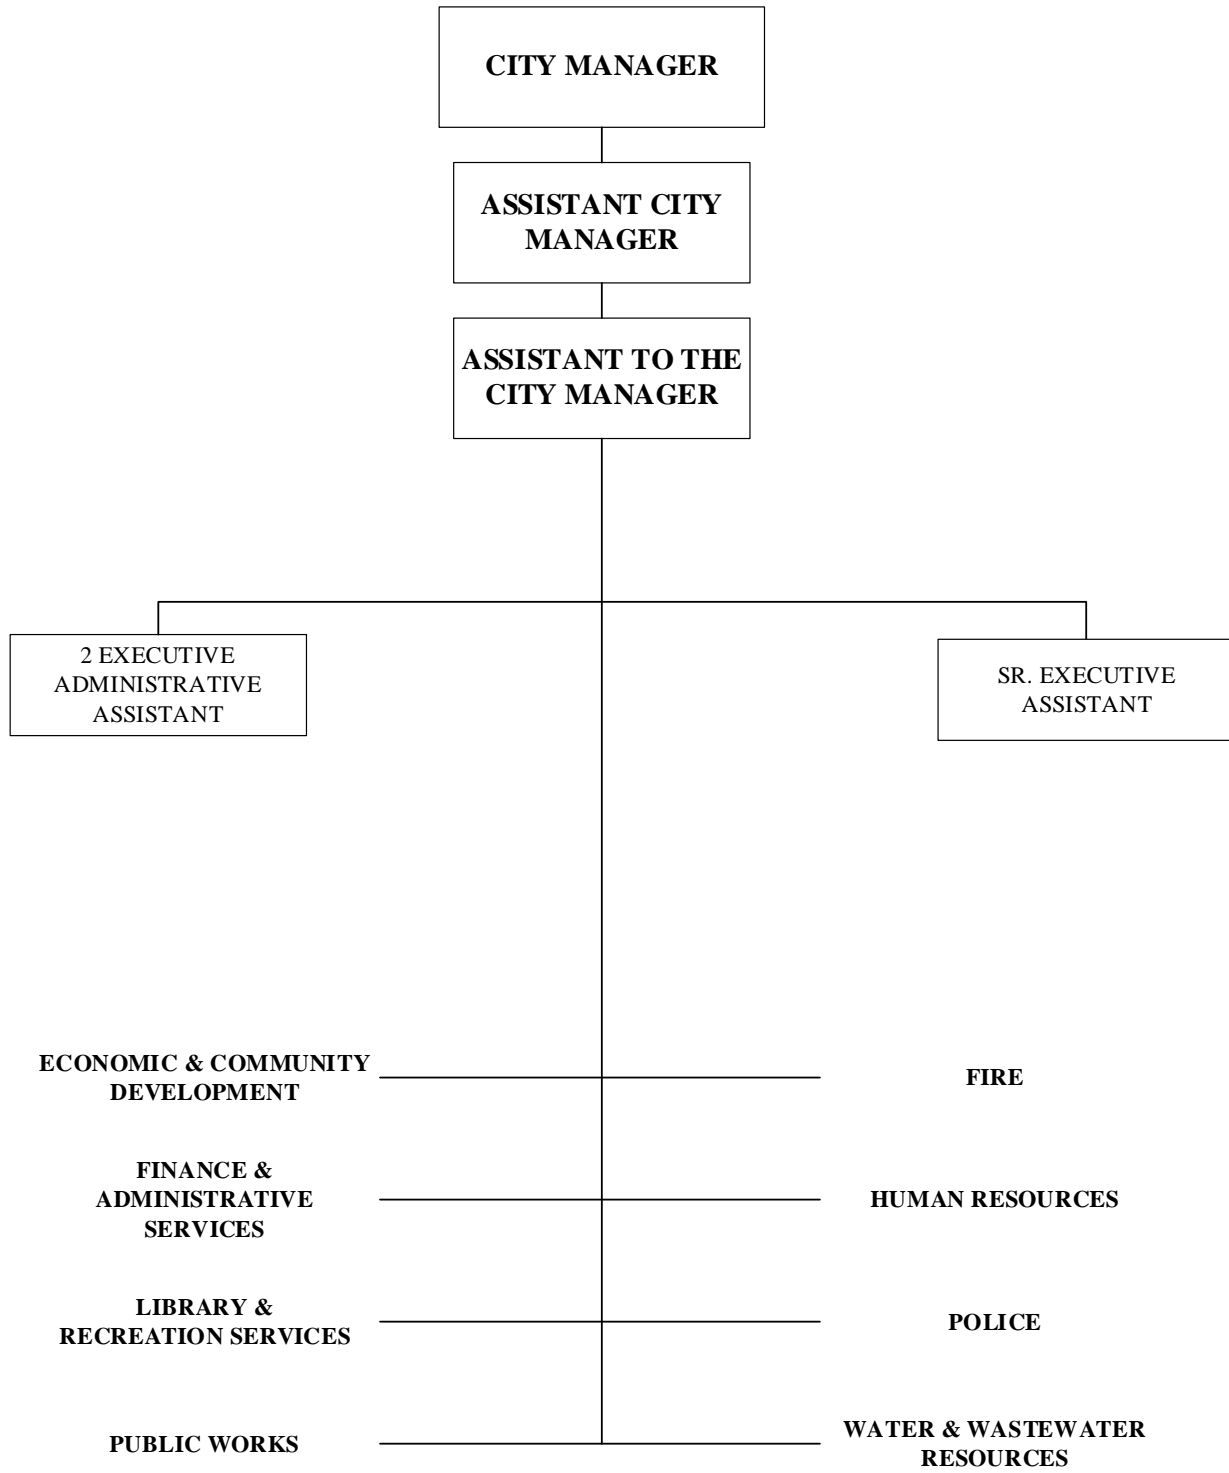 CITY MANAGER
ASSISTANT CITY
MANAGER
ASSISTANT TO THE
CITY MANAGER
2 EXECUTIVE
ADMINISTRATIVE
ASSISTANT
SR. EXECUTIVE
ASSISTANT
ECONOMIC & COMMUNITY
DEVELOPMENT
FIRE
FINANCE &
ADMINISTRATIVE
SERVICES
HUMAN RESOURCES
LIBRARY &
RECREATION SERVICES
POLICE
PUBLIC WORKS
WATER & WASTEWATER
RESOURCES